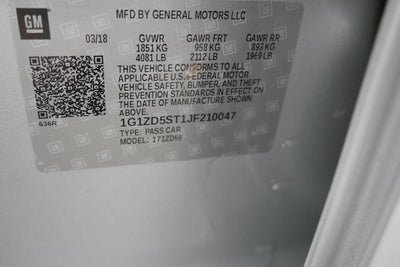 GM
MFD BY GENERAL MOTORS LLC
03/18 GVWR GAWR FRT GAWR RR
1851 KG 958 KG 893 KG
4081 LB 2112 LB 1969 LB
THIS VEHICLE CONFORMS TO ALL
APPLICABLE U.S. FEDERAL MOTOR
VEHICLE SAFETY, BUMPER, AND THEFT
PREVENTION STANDARDS IN EFFECT ON
THE DATE OF MANUFACTURE SHOWN
ABOVE.
636R
1G1ZD5ST1JF210047
TYPE: PASS CAR
MODEL: 171ZD69